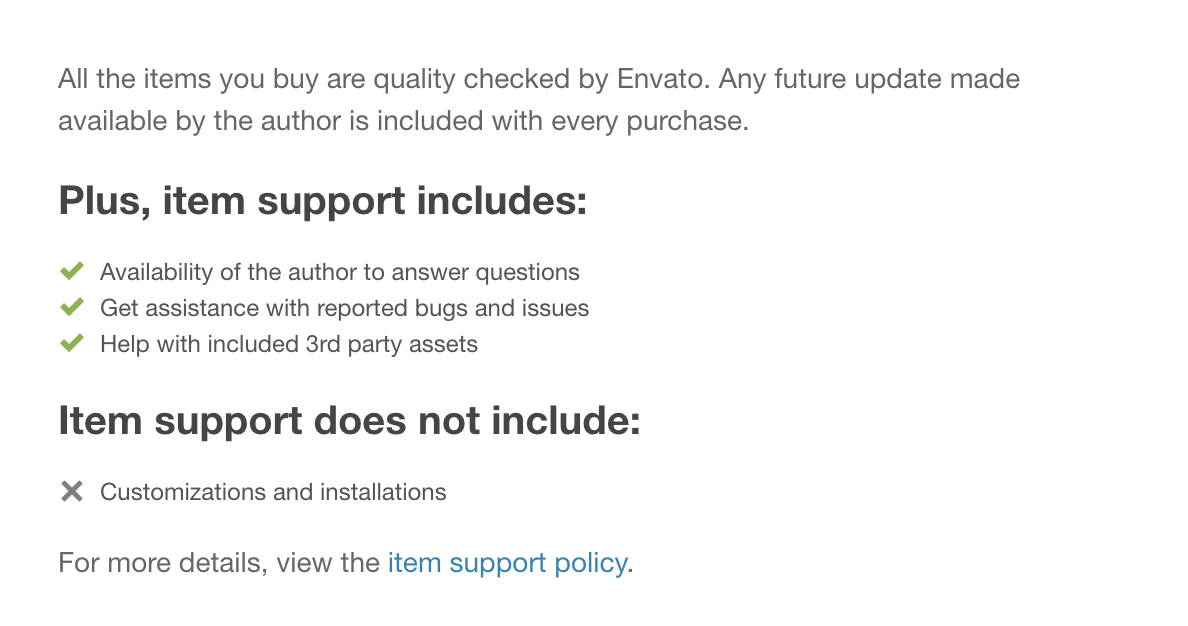 All the items you buy are quality checked by Envato. Any future update made
available by the author is included with every purchase.
Plus, item support includes:
Availability of the author to answer questions
Get assistance with reported bugs and issues
Help with included 3rd party assets
Item support does not include:
Customizations and installations
For more details, view the item support policy.